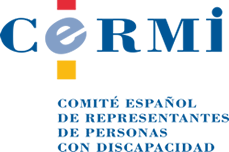 CeRMi
COMITÉ ESPAÑOL
DE REPRESENTANTES
DE PERSONAS
CON DISCAPACIDAD